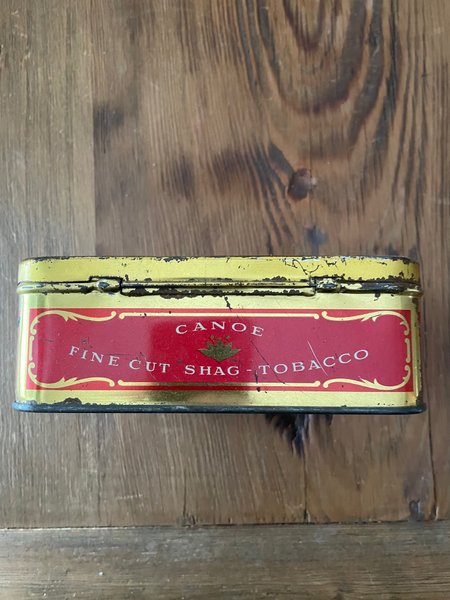 CANOE
FINE CUT SHAG - TOBACCO